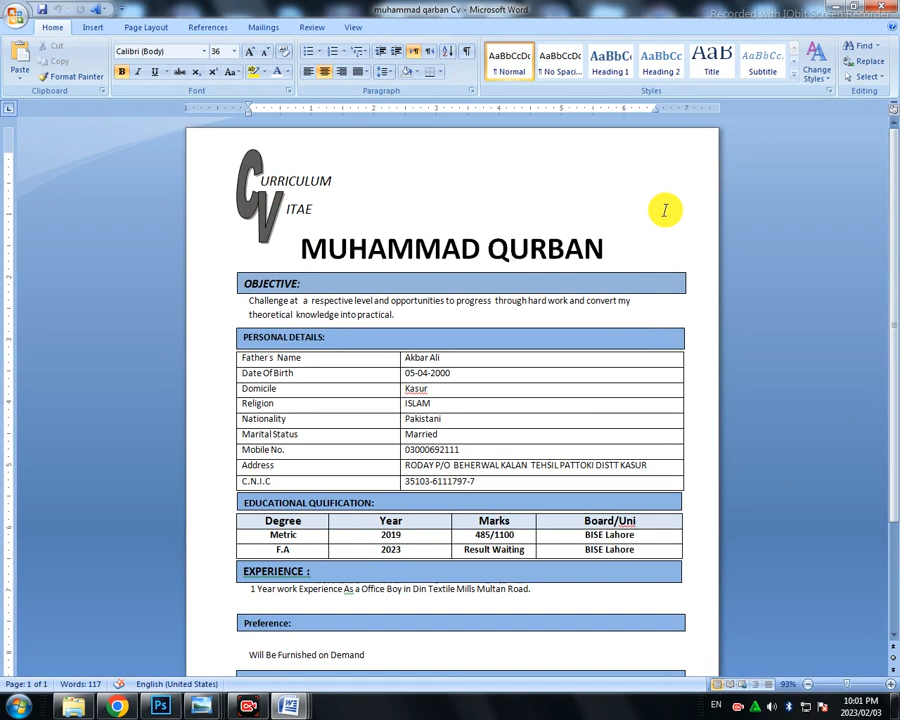 muhammad qarban Cv - Microsoft Word
Recorded with IObit Screen Recorder
Home Insert Page Layout References Mailings Review View
Paste Cut Copy Format Painter
Calibri (Body) 36
AaBbCcDc AaBbCcDc AaBbC AaBbCc AaB AaBbCc.
¶ Normal ¶ No Spaci... Heading 1 Heading 2 Title Subtitle
Change Styles
Find Replace Select
Clipboard Font Paragraph Styles Editing
CURRICULUM
VITAE
MUHAMMAD QURBAN
OBJECTIVE:
Challenge at a respective level and opportunities to progress through hard work and convert my
theoretical knowledge into practical.
PERSONAL DETAILS:
Father's Name Akbar Ali
Date Of Birth 05-04-2000
Domicile Kasur
Religion ISLAM
Nationality Pakistani
Marital Status Married
Mobile No. 03000692111
Address RODAY P/O BEHERWAL KALAN TEHSIL PATTOKI DISTT KASUR
C.N.I.C 35103-6111797-7
EDUCATIONAL QULIFICATION:
Degree Year Marks Board/Uni
Metric 2019 485/1100 BISE Lahore
F.A 2023 Result Waiting BISE Lahore
EXPERIENCE :
1 Year work Experience As a Office Boy in Din Textile Mills Multan Road.
Preference:
Will Be Furnished on Demand
Page: 1 of 1 Words: 117 English (United States) 93%
EN 10:01 PM
2023/02/03